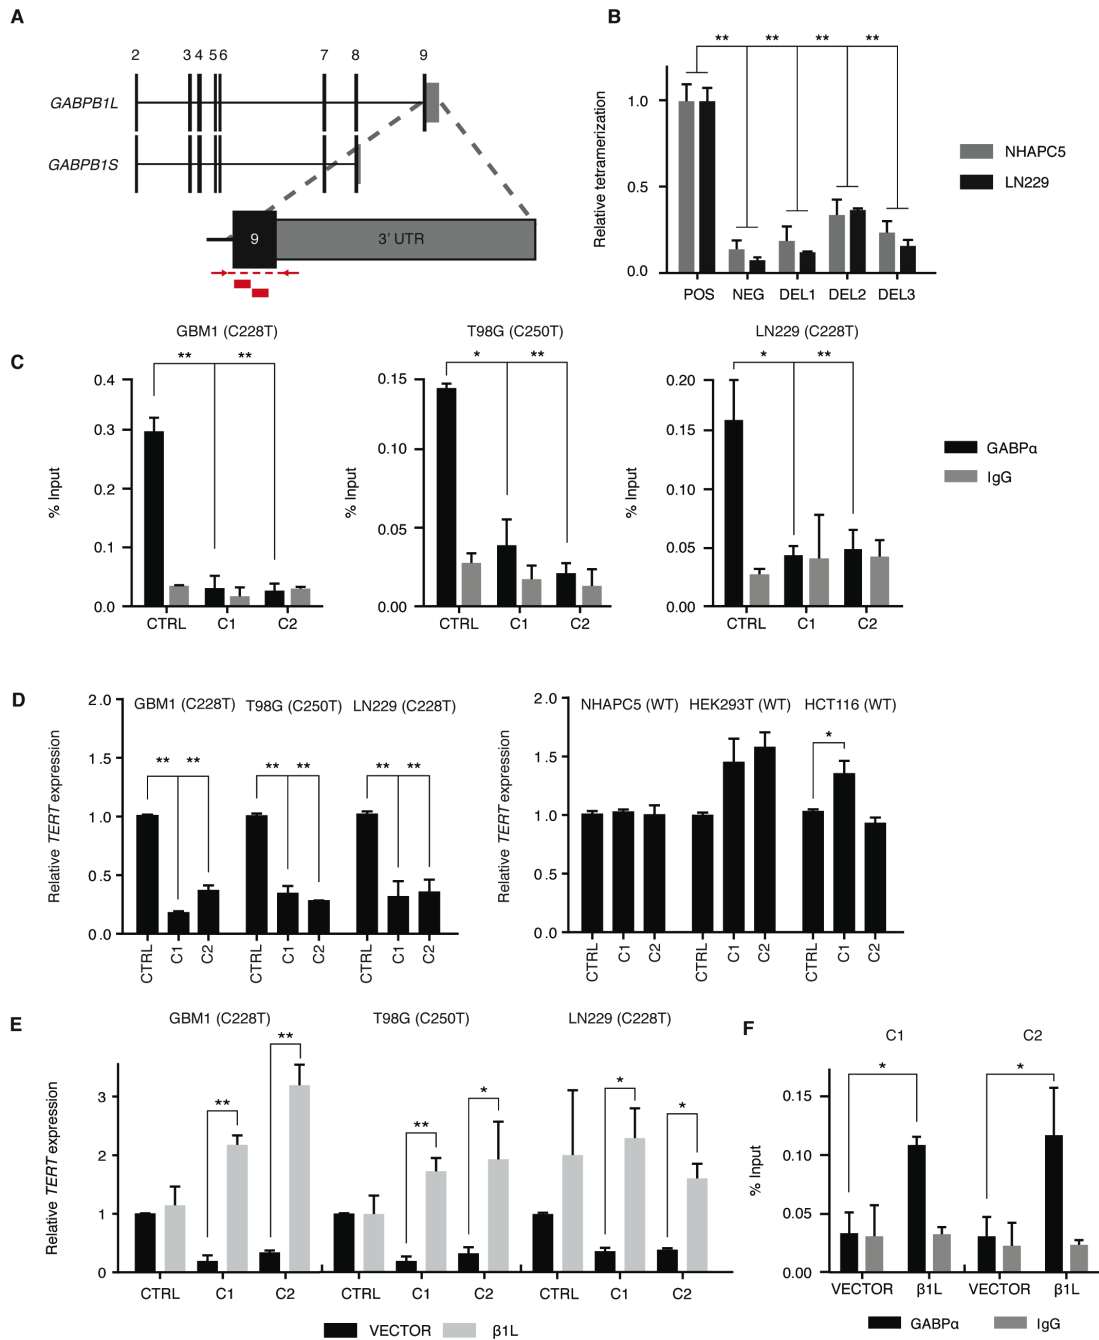 A
2 3 4 5 6 7 8 9
GABPB1L
GABPB1S
9
3' UTR
B
** ** ** **
Relative tetramerization
1.0
0.5
0.0
POS NEG DEL1 DEL2 DEL3
NHAPC5
LN229
C
GBM1 (C228T)
** **
% Input
0.4
0.3
0.2
0.1
0.0
CTRL C1 C2
T98G (C250T)
* **
% Input
0.15
0.10
0.05
0.00
CTRL C1 C2
LN229 (C228T)
* **
% Input
0.20
0.15
0.10
0.05
0.00
CTRL C1 C2
GABPα
IgG
D
Relative TERT expression
2.0
1.5
1.0
0.5
0.0
GBM1 (C228T) T98G (C250T) LN229 (C228T)
** ** ** ** ** **
CTRL C1 C2 CTRL C1 C2 CTRL C1 C2
Relative TERT expression
2.0
1.5
1.0
0.5
0.0
NHAPC5 (WT) HEK293T (WT) HCT116 (WT)
*
CTRL C1 C2 CTRL C1 C2 CTRL C1 C2
E
GBM1 (C228T) T98G (C250T) LN229 (C228T)
Relative TERT expression
3
2
1
0
** ** ** * * *
CTRL C1 C2 CTRL C1 C2 CTRL C1 C2
VECTOR β1L
F
C1 C2
* *
% Input
0.15
0.10
0.05
0.00
VECTOR β1L VECTOR β1L
GABPα IgG